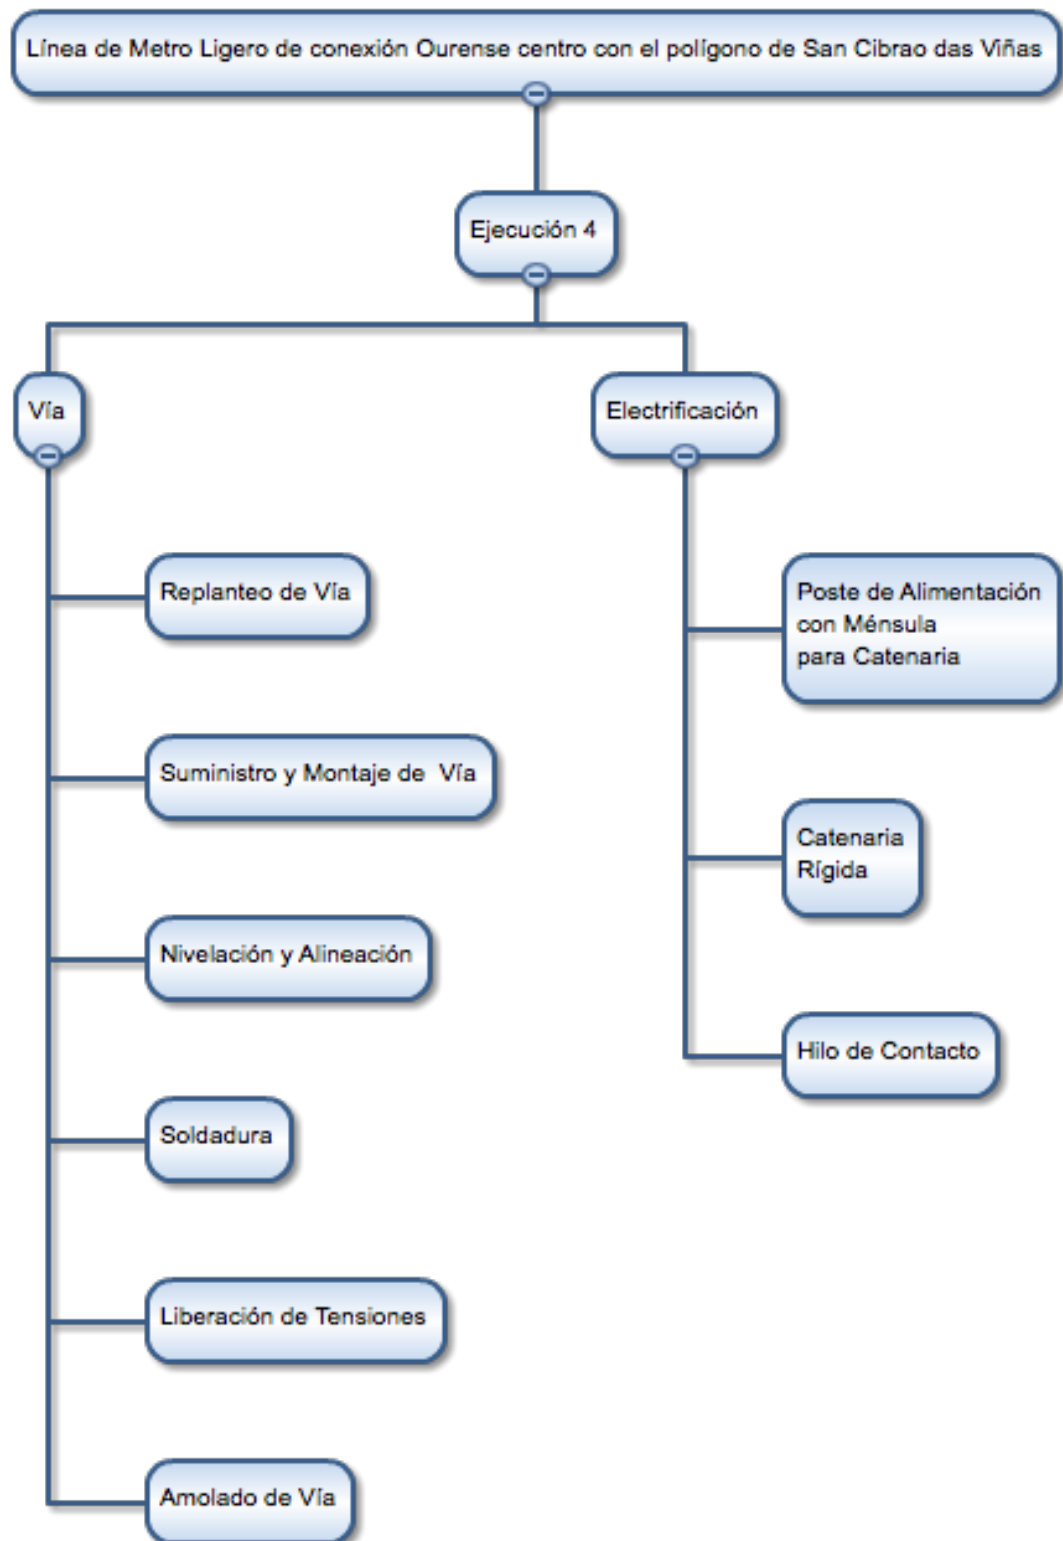 Línea de Metro Ligero de conexión Ourense centro con el polígono de San Cibrao das Viñas
Ejecución 4
Vía
Electrificación
Replanteo de Vía
Suministro y Montaje de Vía
Nivelación y Alineación
Soldadura
Liberación de Tensiones
Amolado de Vía
Poste de Alimentación
con Ménsula
para Catenaria
Catenaria
Rígida
Hilo de Contacto